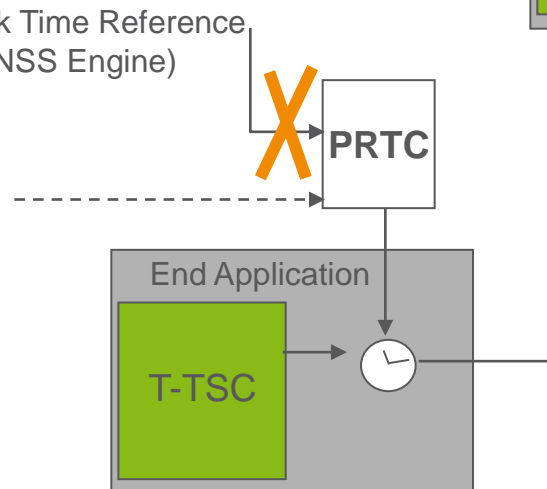 k Time Reference
NSS Engine)
PRTC
End Application
T-TSC